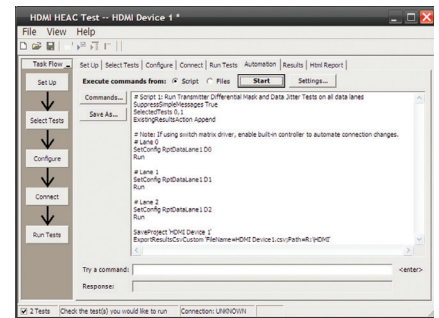 HDMI HEAC Test -- HDMI Device 1 *
File View Help
Task Flow
Set Up | Select Tests | Configure | Connect | Run Tests | Automation | Results | Html Report
Set Up
Select Tests
Configure
Connect
Run Tests
Execute commands from: Script Files Start Settings...
Commands...
Save As...
# Script 1: Run Transmitter Differential Mask and Data Jitter Tests on all data lanes
SuppressSimpleMessages True
SelectedTests 0,1
ExistingResultsAction Append
# Note: If using switch matrix driver, enable built-in controller to automate connection changes.
# Lane 0
SetConfig RptDataLane1 D0
Run
# Lane 1
SetConfig RptDataLane1 D1
Run
# Lane 2
SetConfig RptDataLane1 D2
Run
SaveProject 'HDMI Device 1'
ExportResultsCsvCustom 'FileName=HDMI Device1.csv;Path=R:\HDMI'
Try a command: <enter>
Response:
2 Tests Check the test(s) you would like to run Connection: UNKNOWN